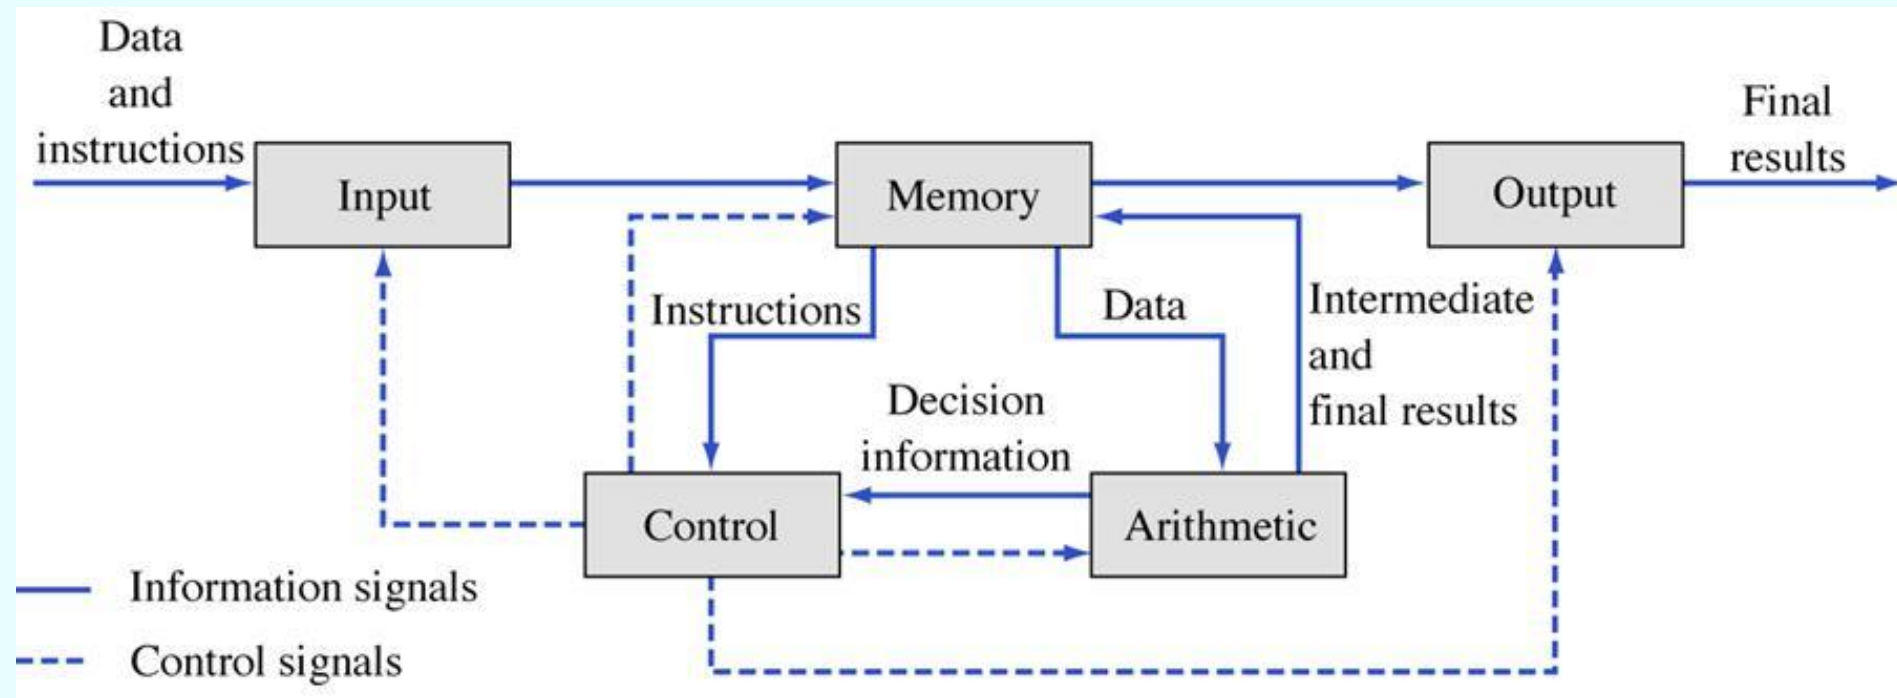 Data
and
instructions
Final
results
Input
Memory
Output
Instructions
Data
Intermediate
and
final results
Decision
information
Control
Arithmetic
Information signals
Control signals